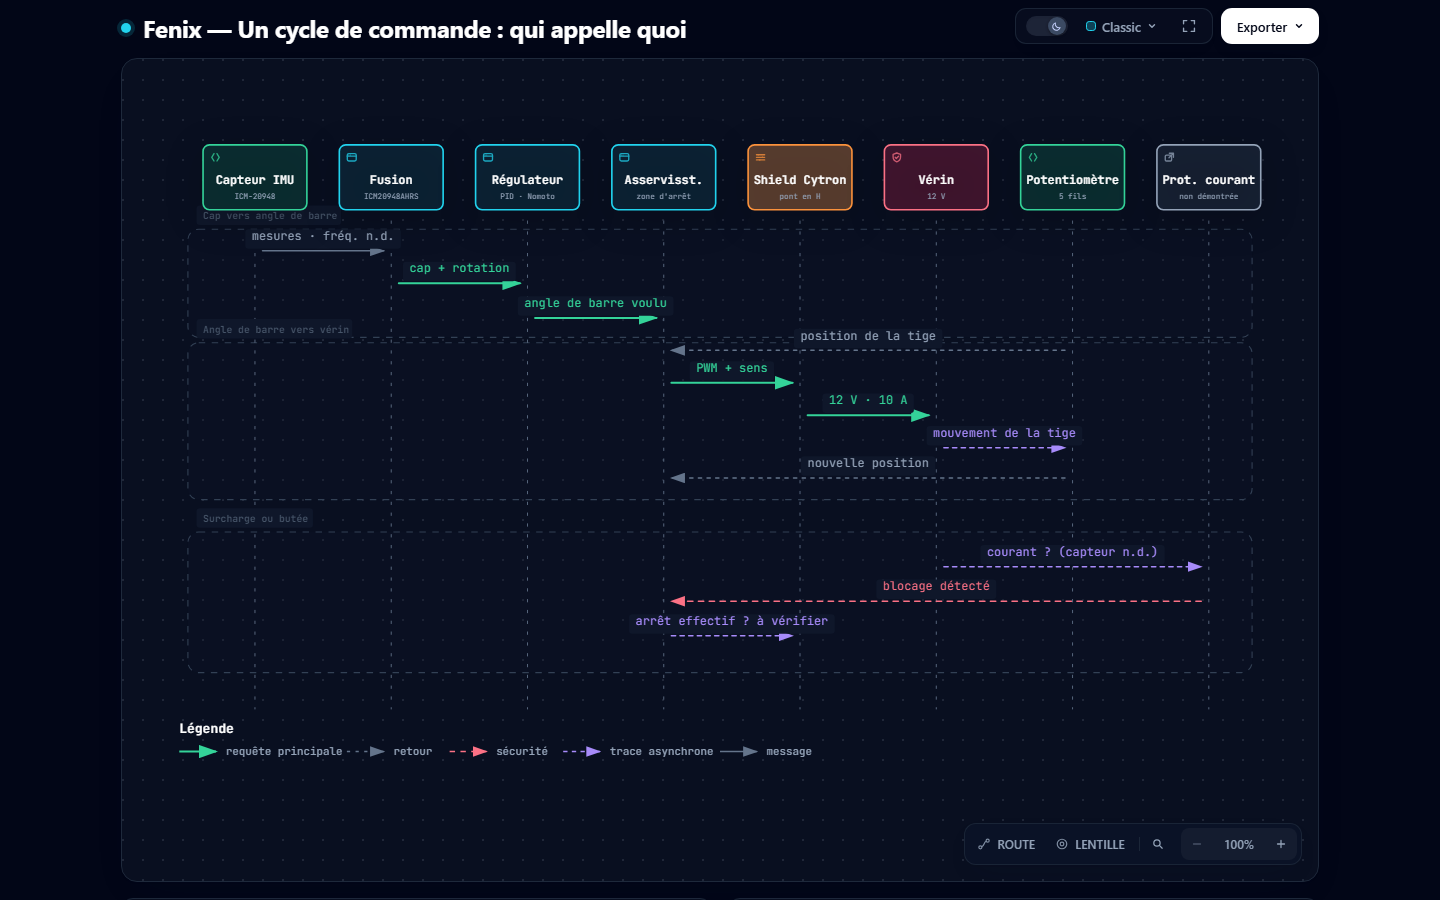 Fenix — Un cycle de commande : qui appelle quoi
Classic
Exporter
Capteur IMU
ICM-20948
Fusion
ICM20948AHRS
Régulateur
PID · Nomoto
Asservisst.
zone d'arrêt
Shield Cytron
pont en H
Vérin
12 V
Potentiomètre
5 fils
Prot. courant
non démontrée
Cap vers angle de barre
mesures · fréq. n.d.
cap + rotation
angle de barre voulu
Angle de barre vers vérin
position de la tige
PWM + sens
12 V · 10 A
mouvement de la tige
nouvelle position
Surcharge ou butée
courant ? (capteur n.d.)
blocage détecté
arrêt effectif ? à vérifier
Légende
requête principale
retour
sécurité
trace asynchrone
message
ROUTE
LENTILLE
100%